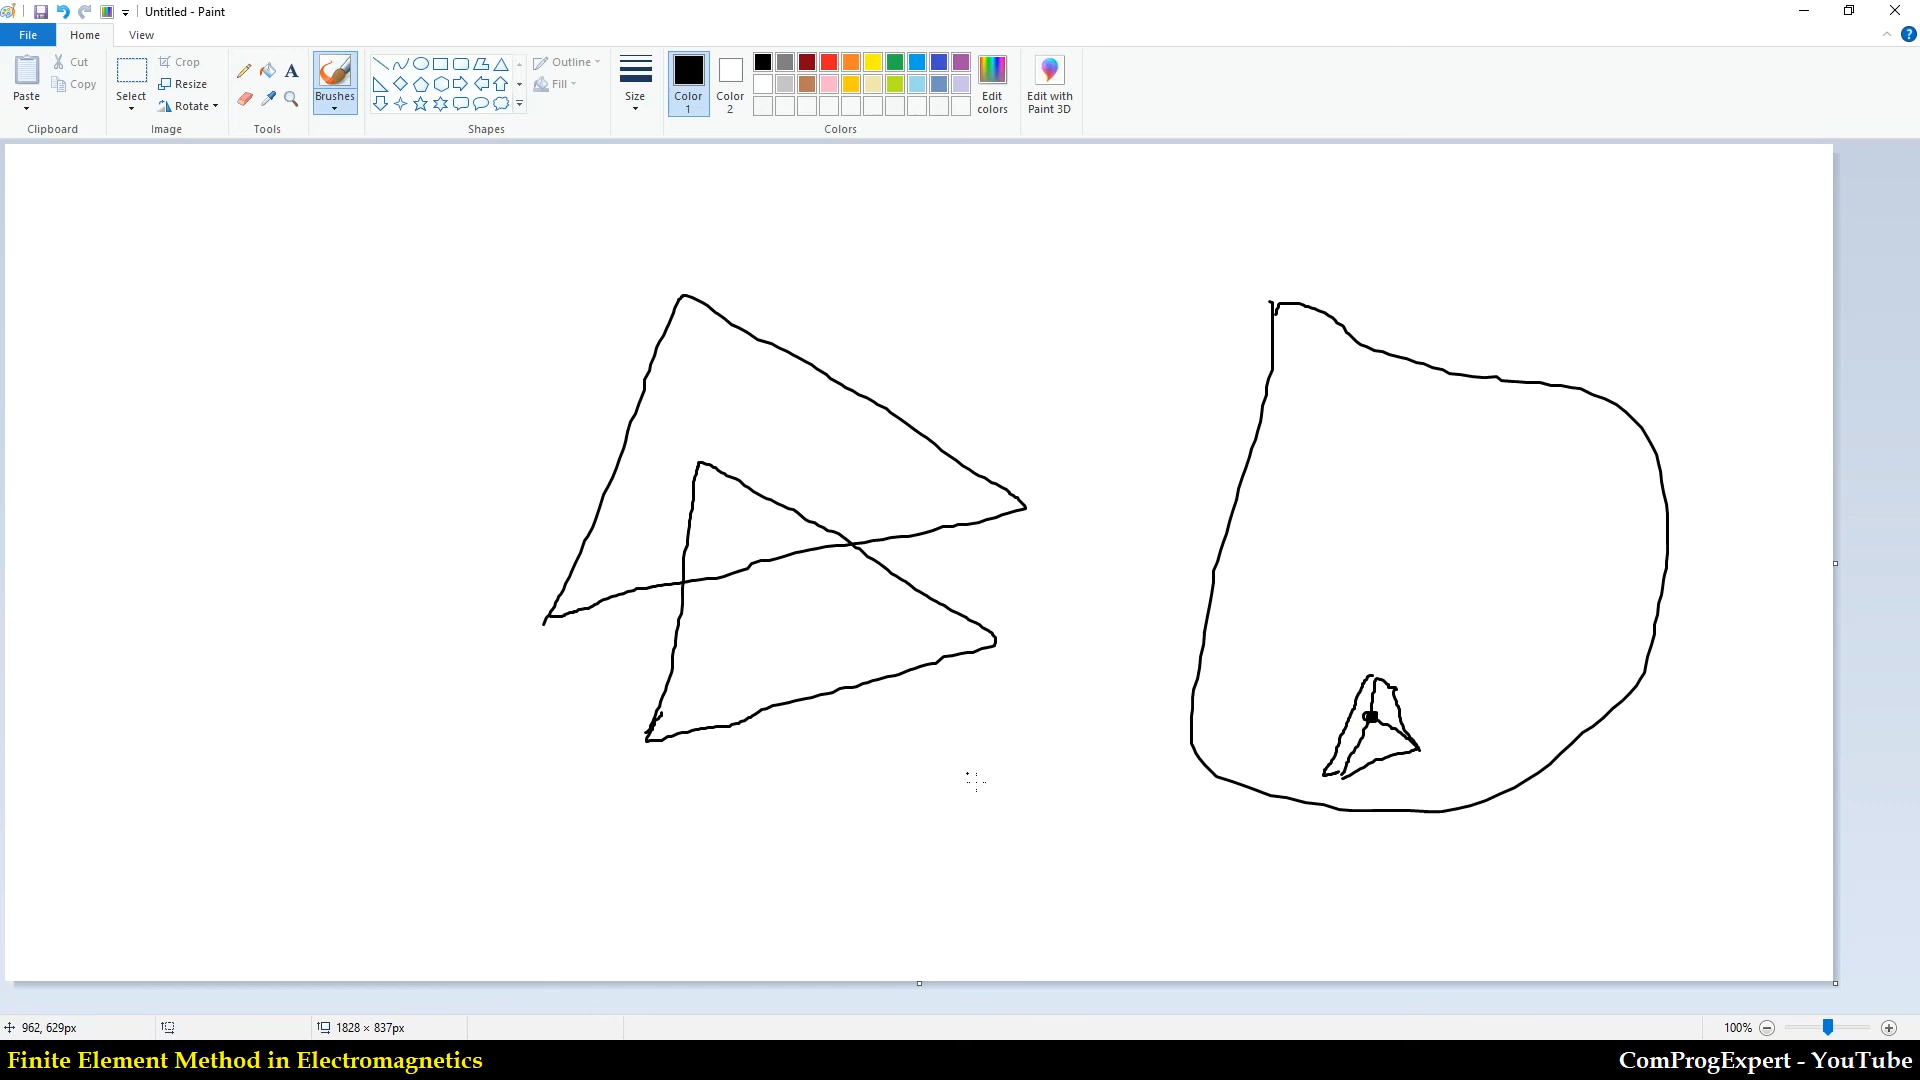 Untitled - Paint
File Home View
Paste
Cut
Copy
Clipboard
Select
Crop
Resize
Rotate
Image
A
Tools
Brushes
Shapes
Outline
Fill
Size
Color 1
Color 2
Colors
Edit colors
Edit with Paint 3D
?
962, 629px
1828 × 837px
100%
Finite Element Method in Electromagnetics
ComProgExpert - YouTube